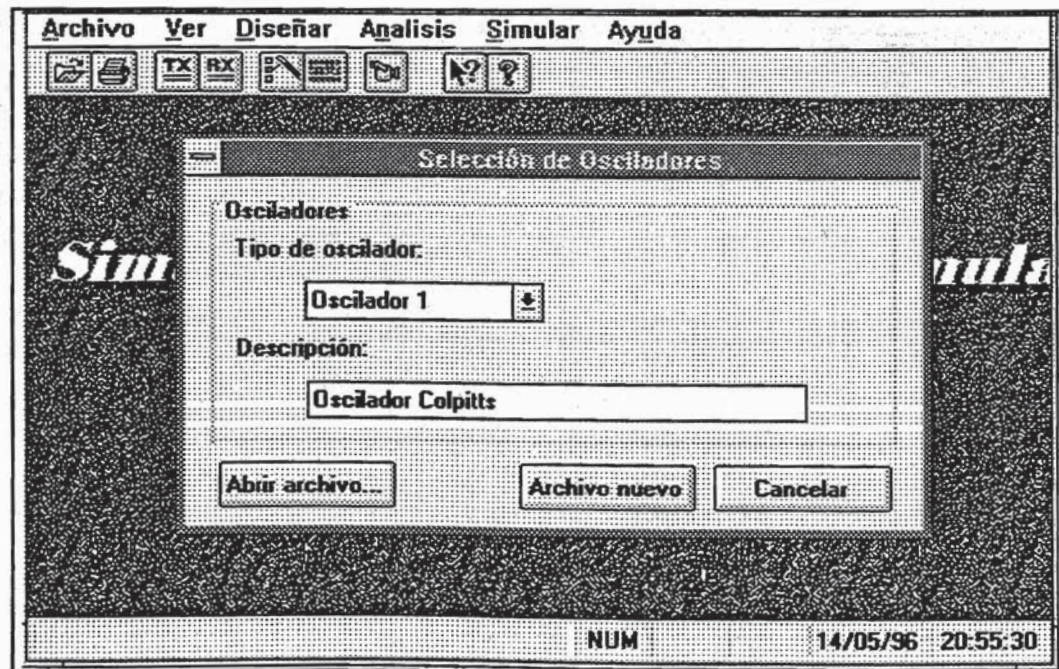 Archivo Ver Diseñar Analisis Simular Ayuda
TX RX
Selección de Osciladores
Osciladores
Tipo de oscilador:
Oscilador 1
Descripción:
Oscilador Colpitts
Abrir archivo... Archivo nuevo Cancelar
NUM 14/05/96 20:55:30